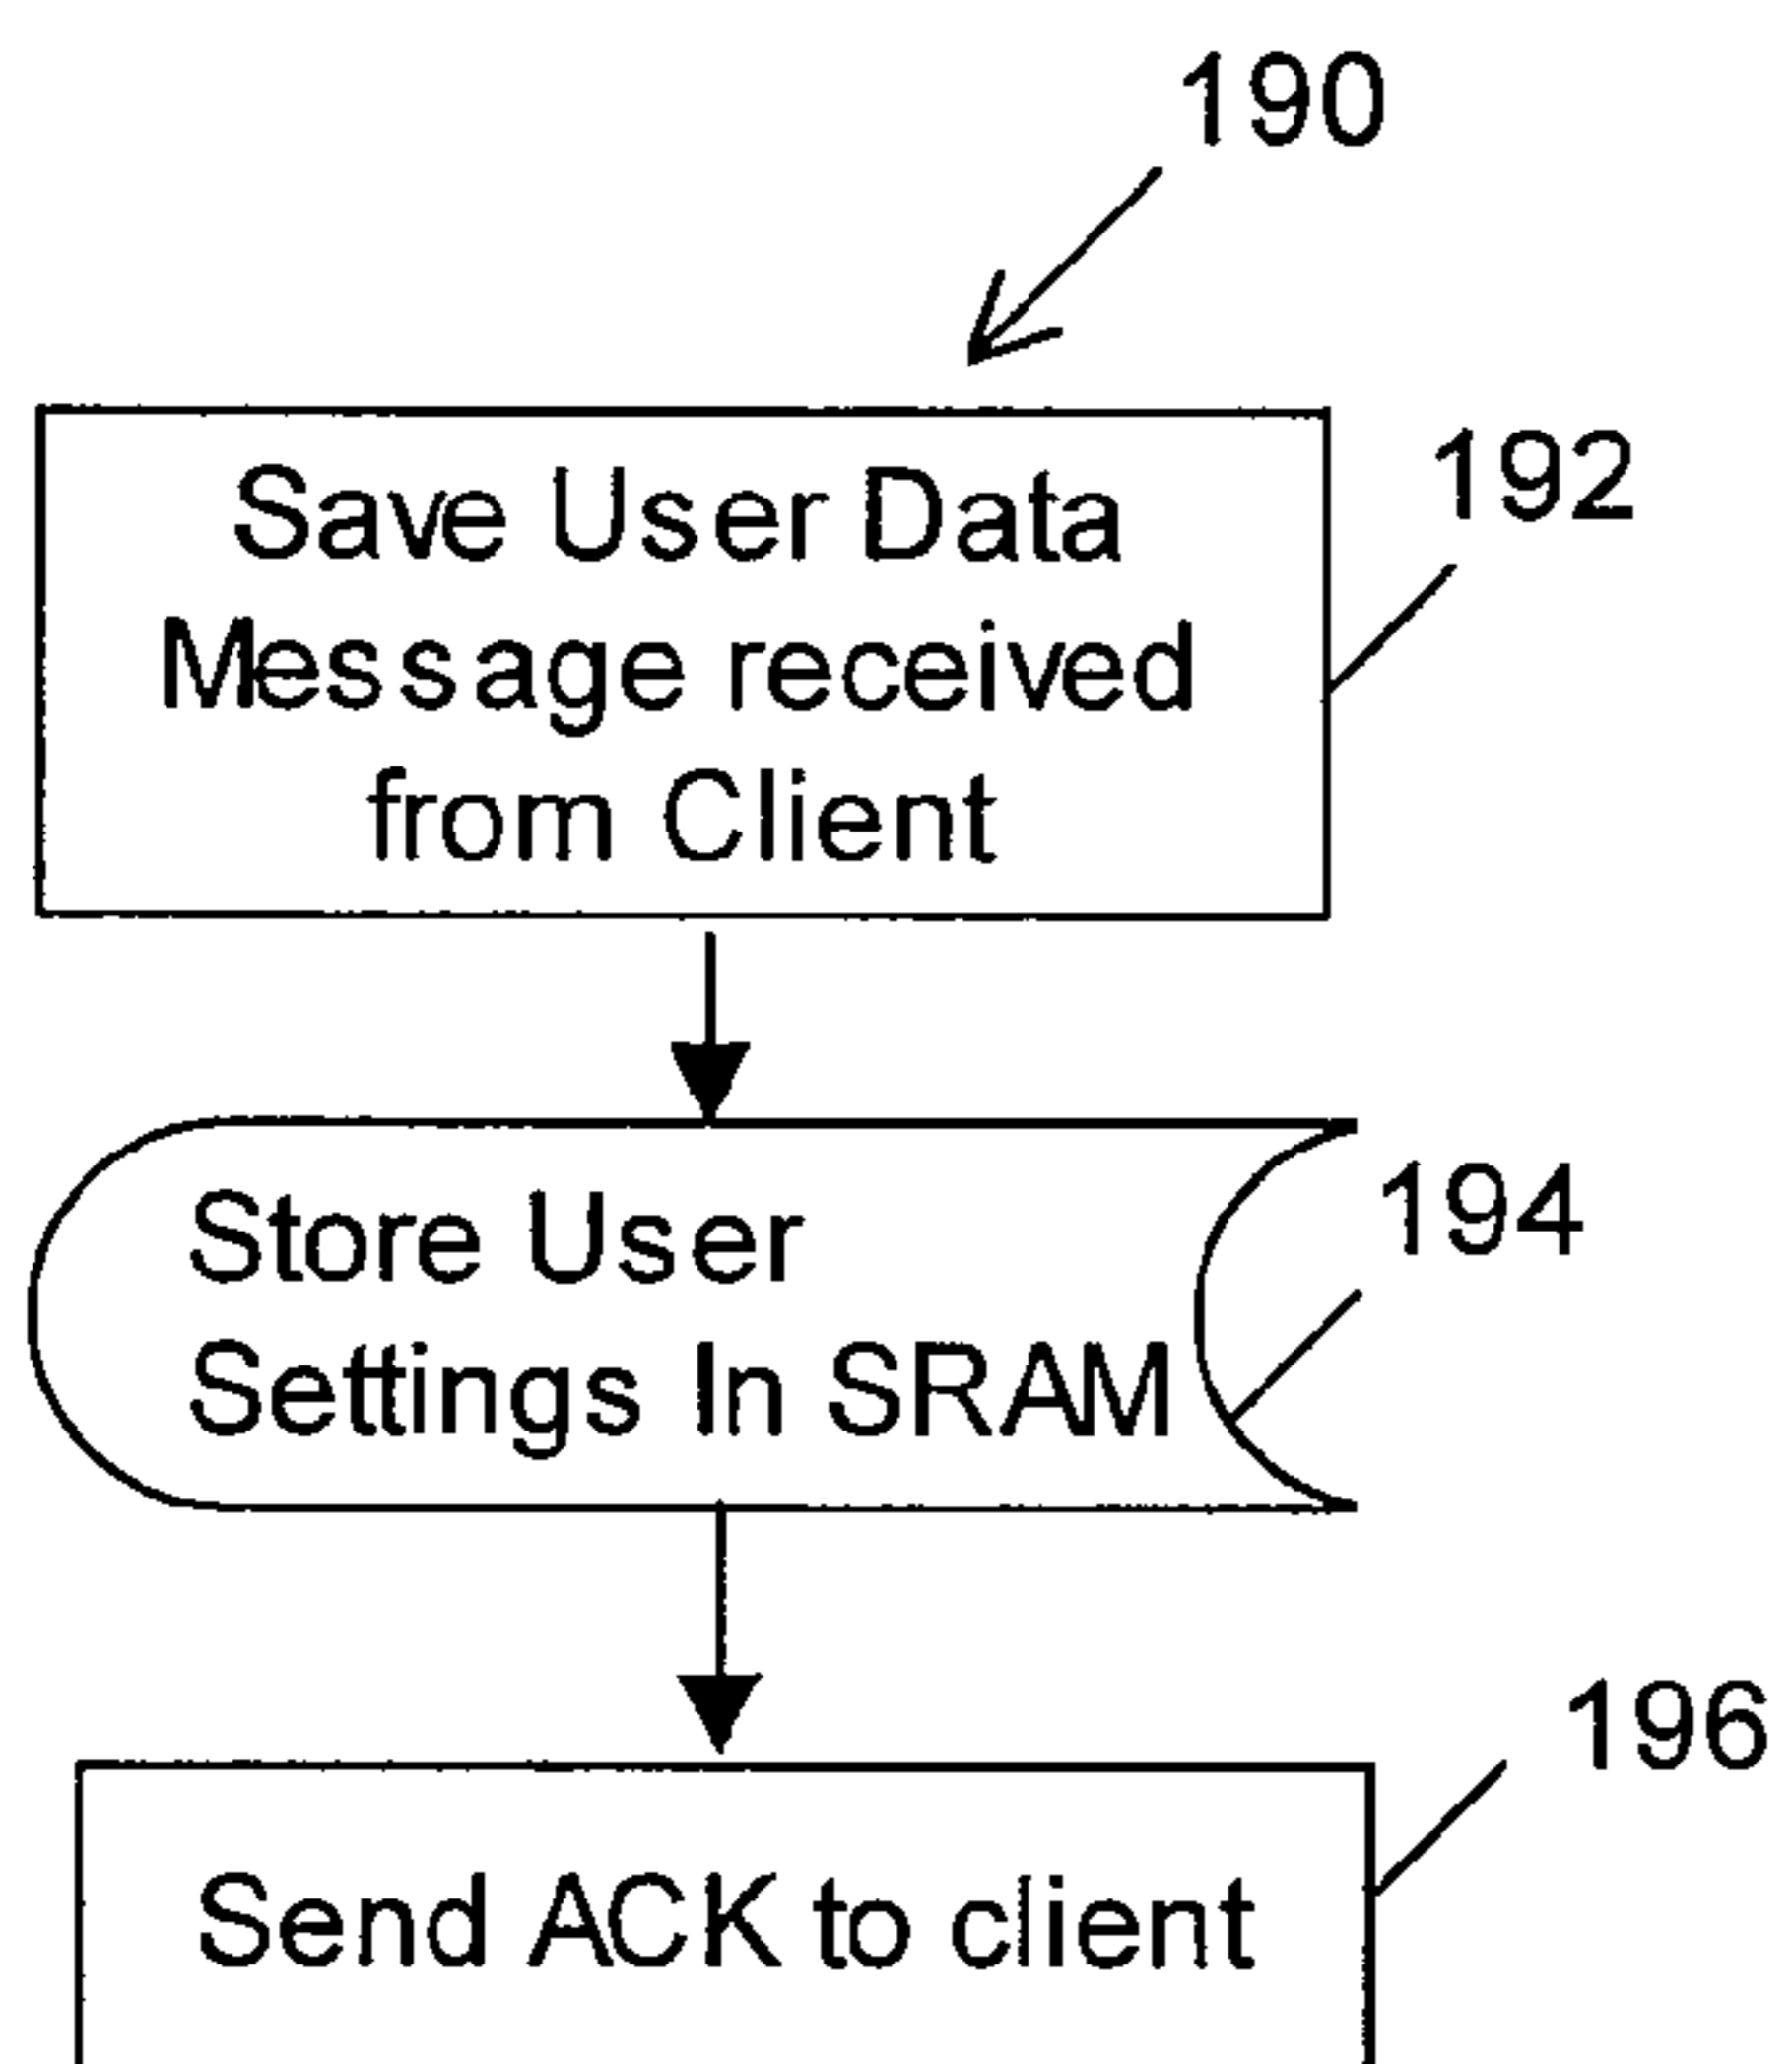 190
192
Save User Data
Message received
from Client
194
Store User
Settings In SRAM
196
Send ACK to client